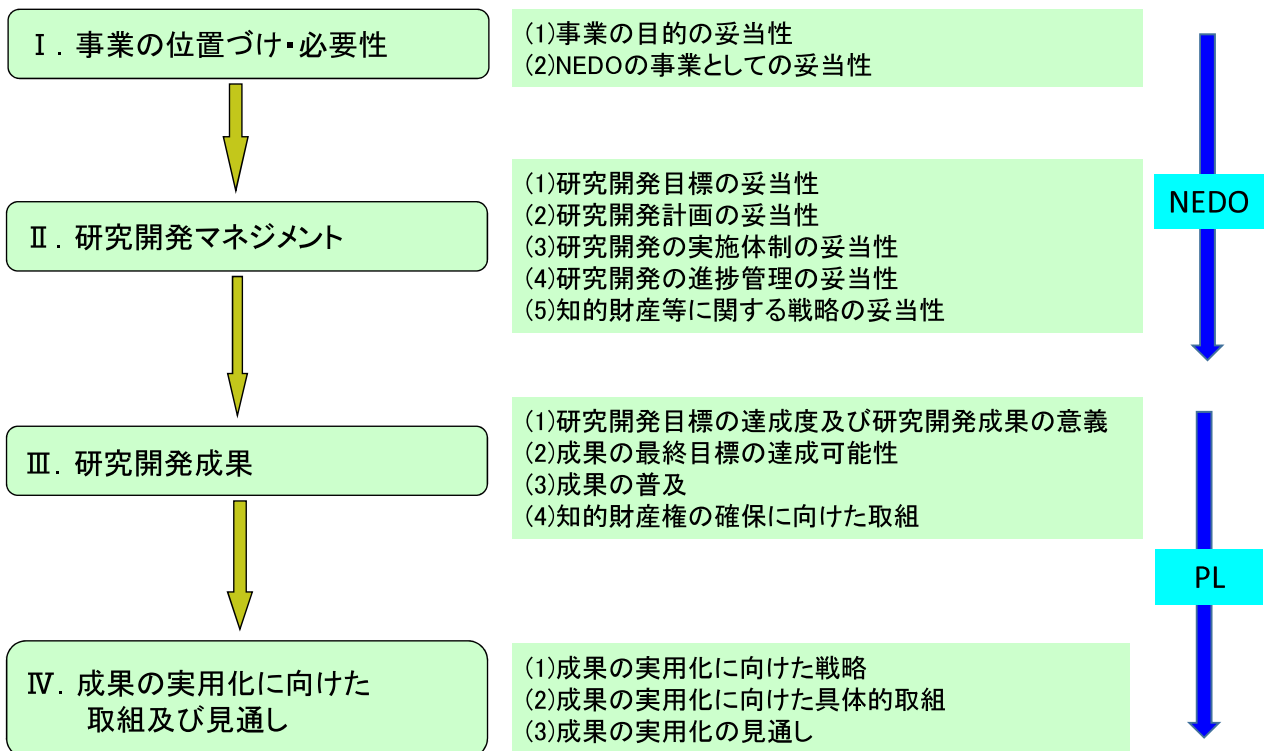 Ⅰ．事業の位置づけ・必要性
(1)事業の目的の妥当性
(2)NEDOの事業としての妥当性
Ⅱ．研究開発マネジメント
(1)研究開発目標の妥当性
(2)研究開発計画の妥当性
(3)研究開発の実施体制の妥当性
(4)研究開発の進捗管理の妥当性
(5)知的財産等に関する戦略の妥当性
NEDO
Ⅲ．研究開発成果
(1)研究開発目標の達成度及び研究開発成果の意義
(2)成果の最終目標の達成可能性
(3)成果の普及
(4)知的財産権の確保に向けた取組
PL
Ⅳ．成果の実用化に向けた
取組及び見通し
(1)成果の実用化に向けた戦略
(2)成果の実用化に向けた具体的取組
(3)成果の実用化の見通し